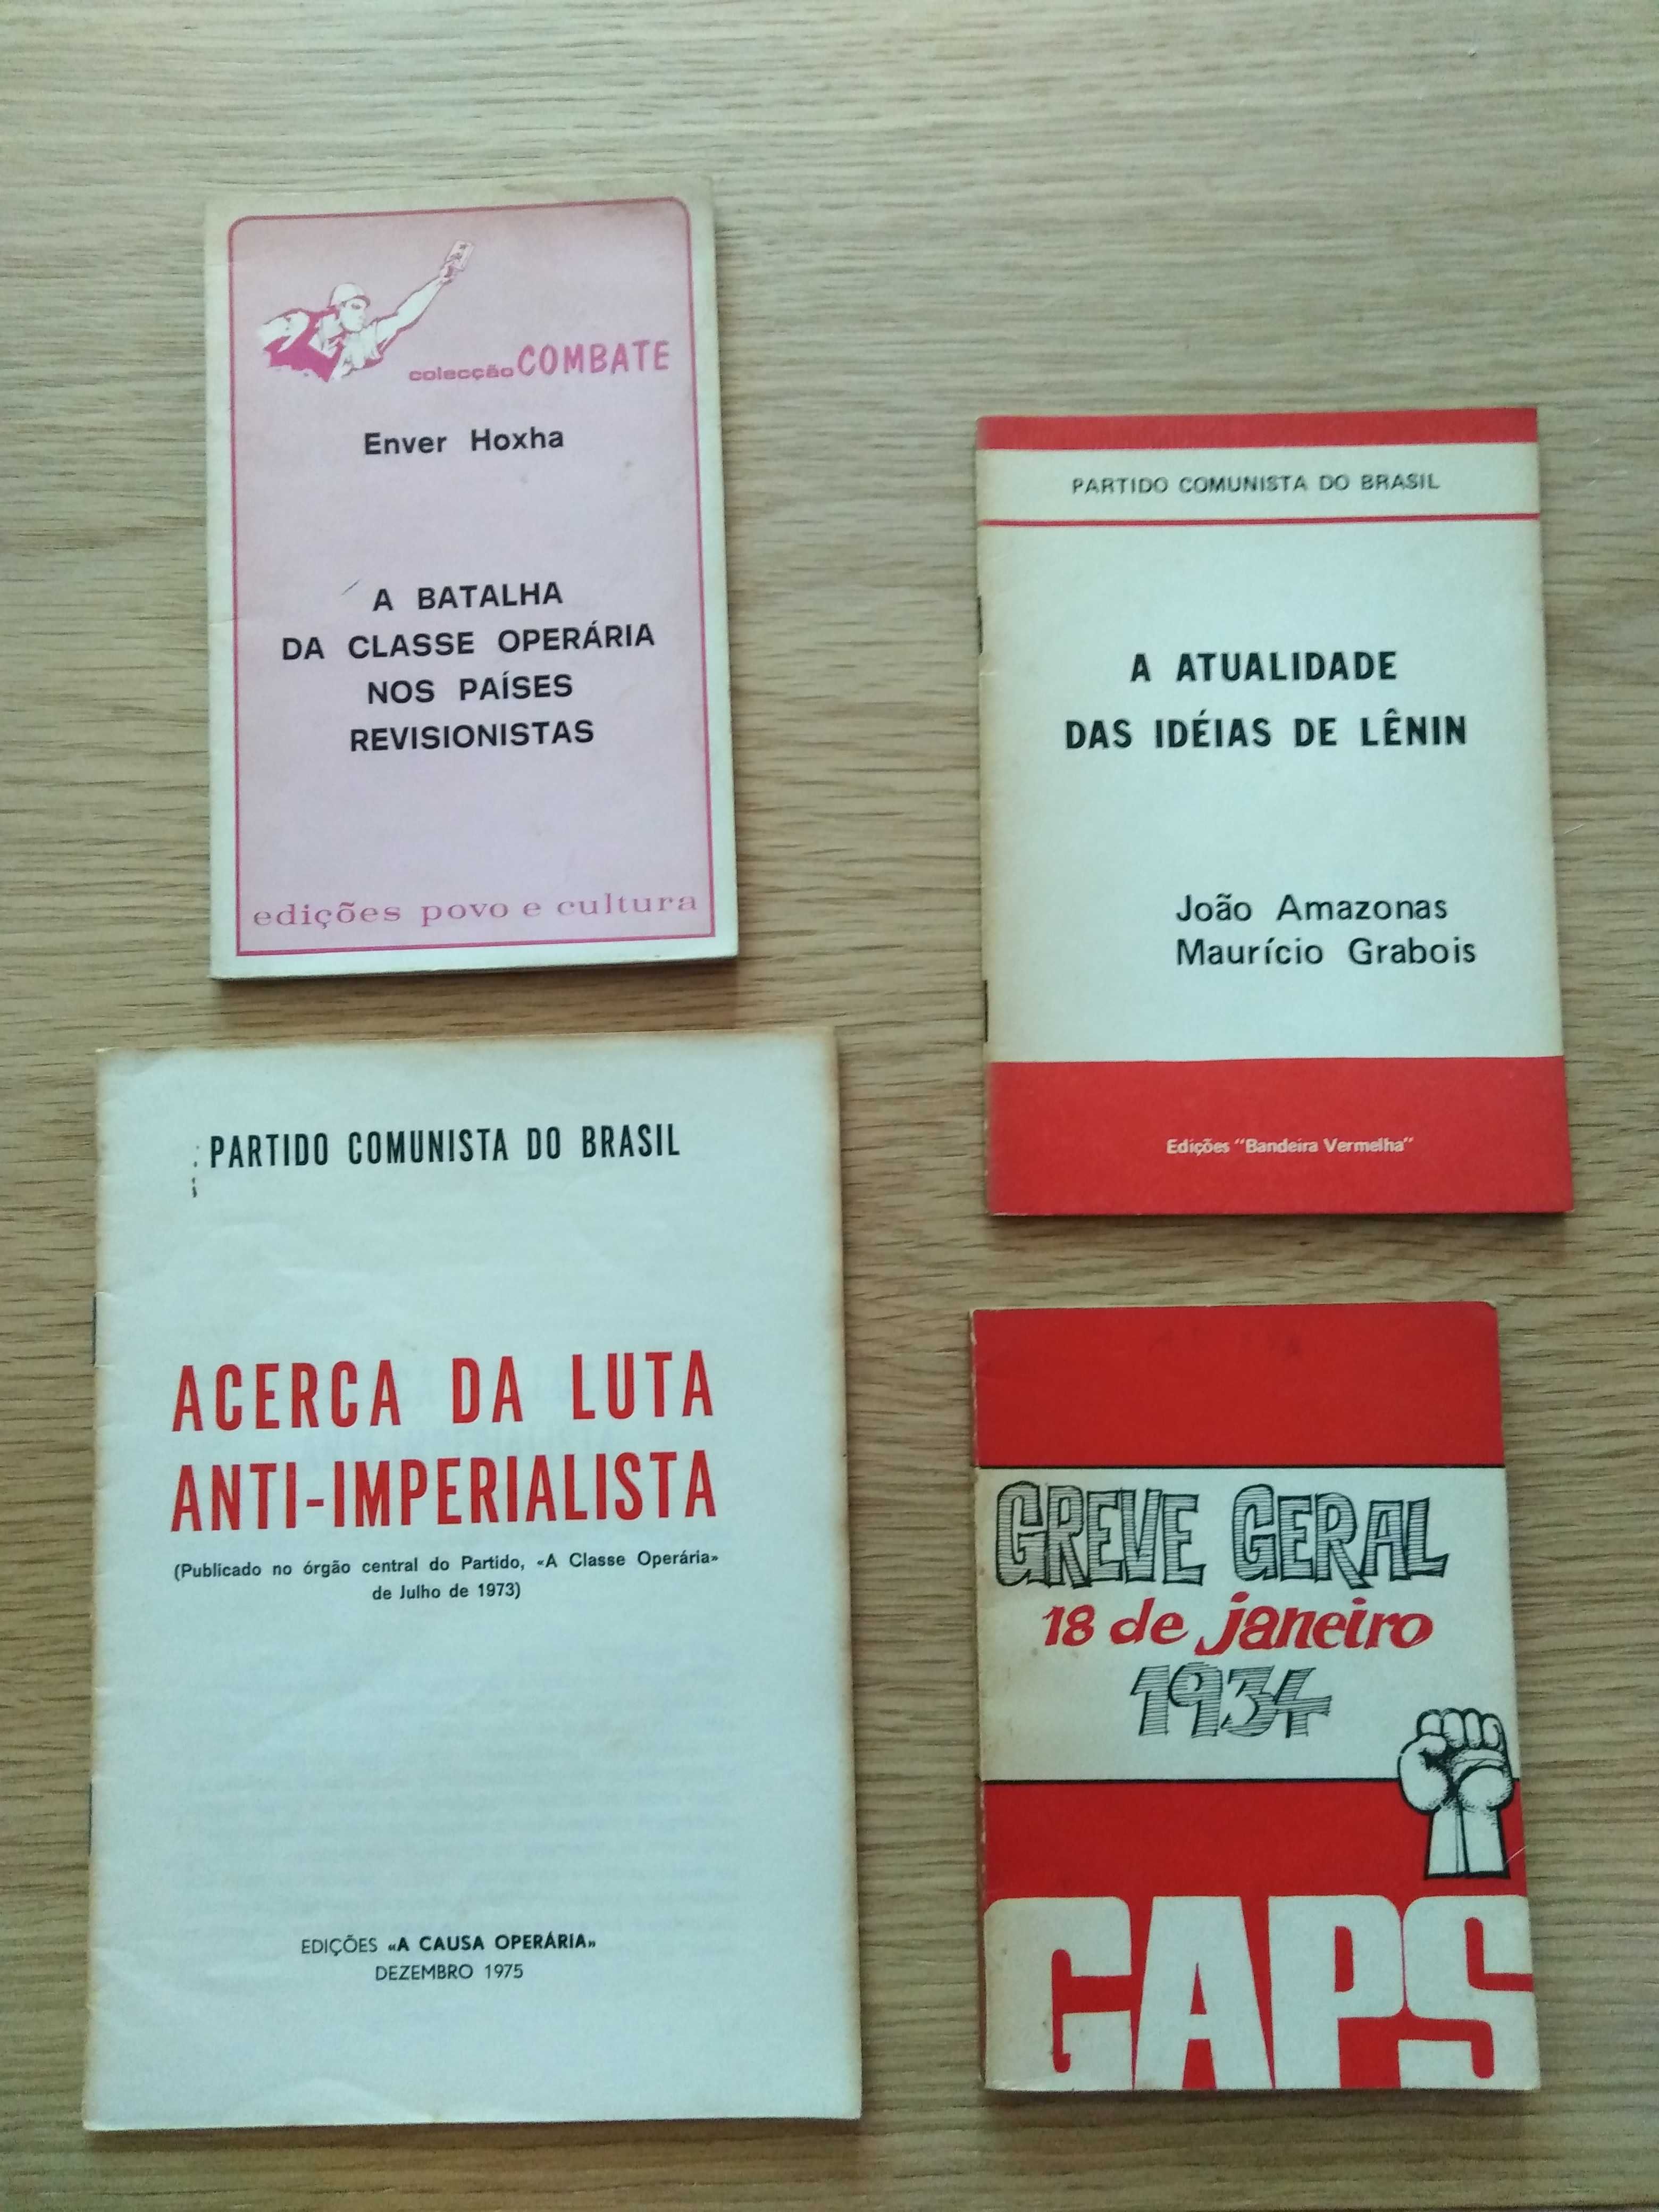 colecção COMBATE
Enver Hoxha
A BATALHA
DA CLASSE OPERÁRIA
NOS PAÍSES
REVISIONISTAS
edições povo e cultura
PARTIDO COMUNISTA DO BRASIL
A ATUALIDADE
DAS IDÉIAS DE LÊNIN
João Amazonas
Maurício Grabois
Edições "Bandeira Vermelha"
PARTIDO COMUNISTA DO BRASIL
ACERCA DA LUTA
ANTI-IMPERIALISTA
(Publicado no órgão central do Partido, «A Classe Operária»
de Julho de 1973)
EDIÇÕES «A CAUSA OPERÁRIA»
DEZEMBRO 1975
GREVE GERAL
18 de janeiro
1934
GAPS